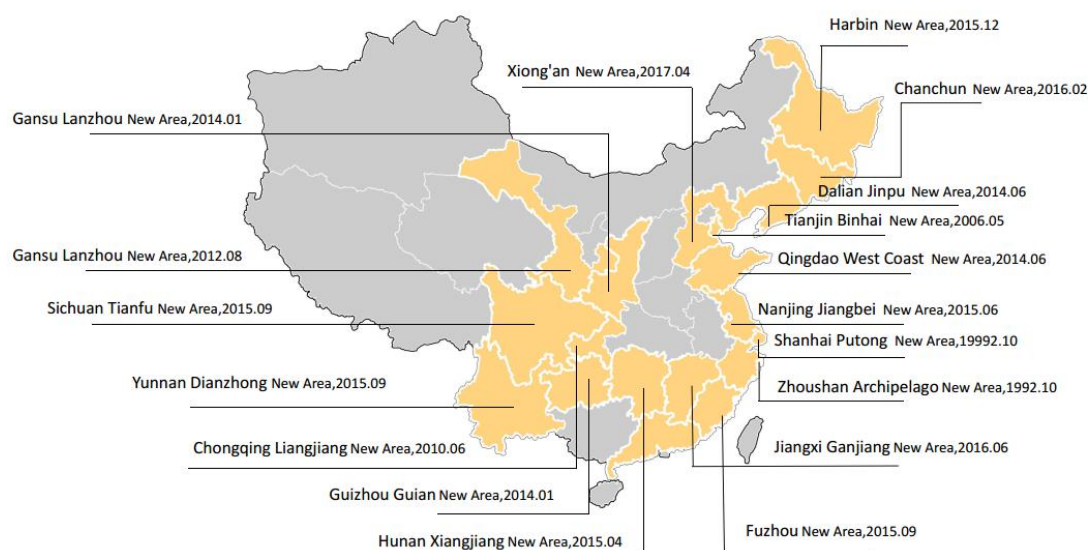 Harbin New Area,2015.12
Xiong'an New Area,2017.04
Chanchun New Area,2016.02
Gansu Lanzhou New Area,2014.01
Dalian Jinpu New Area,2014.06
Tianjin Binhai New Area,2006.05
Gansu Lanzhou New Area,2012.08
Qingdao West Coast New Area,2014.06
Sichuan Tianfu New Area,2015.09
Nanjing Jiangbei New Area,2015.06
Shanhai Putong New Area,19992.10
Yunnan Dianzhong New Area,2015.09
Zhoushan Archipelago New Area,1992.10
Chongqing Liangjiang New Area,2010.06
Jiangxi Ganjiang New Area,2016.06
Guizhou Guian New Area,2014.01
Hunan Xiangjiang New Area,2015.04
Fuzhou New Area,2015.09